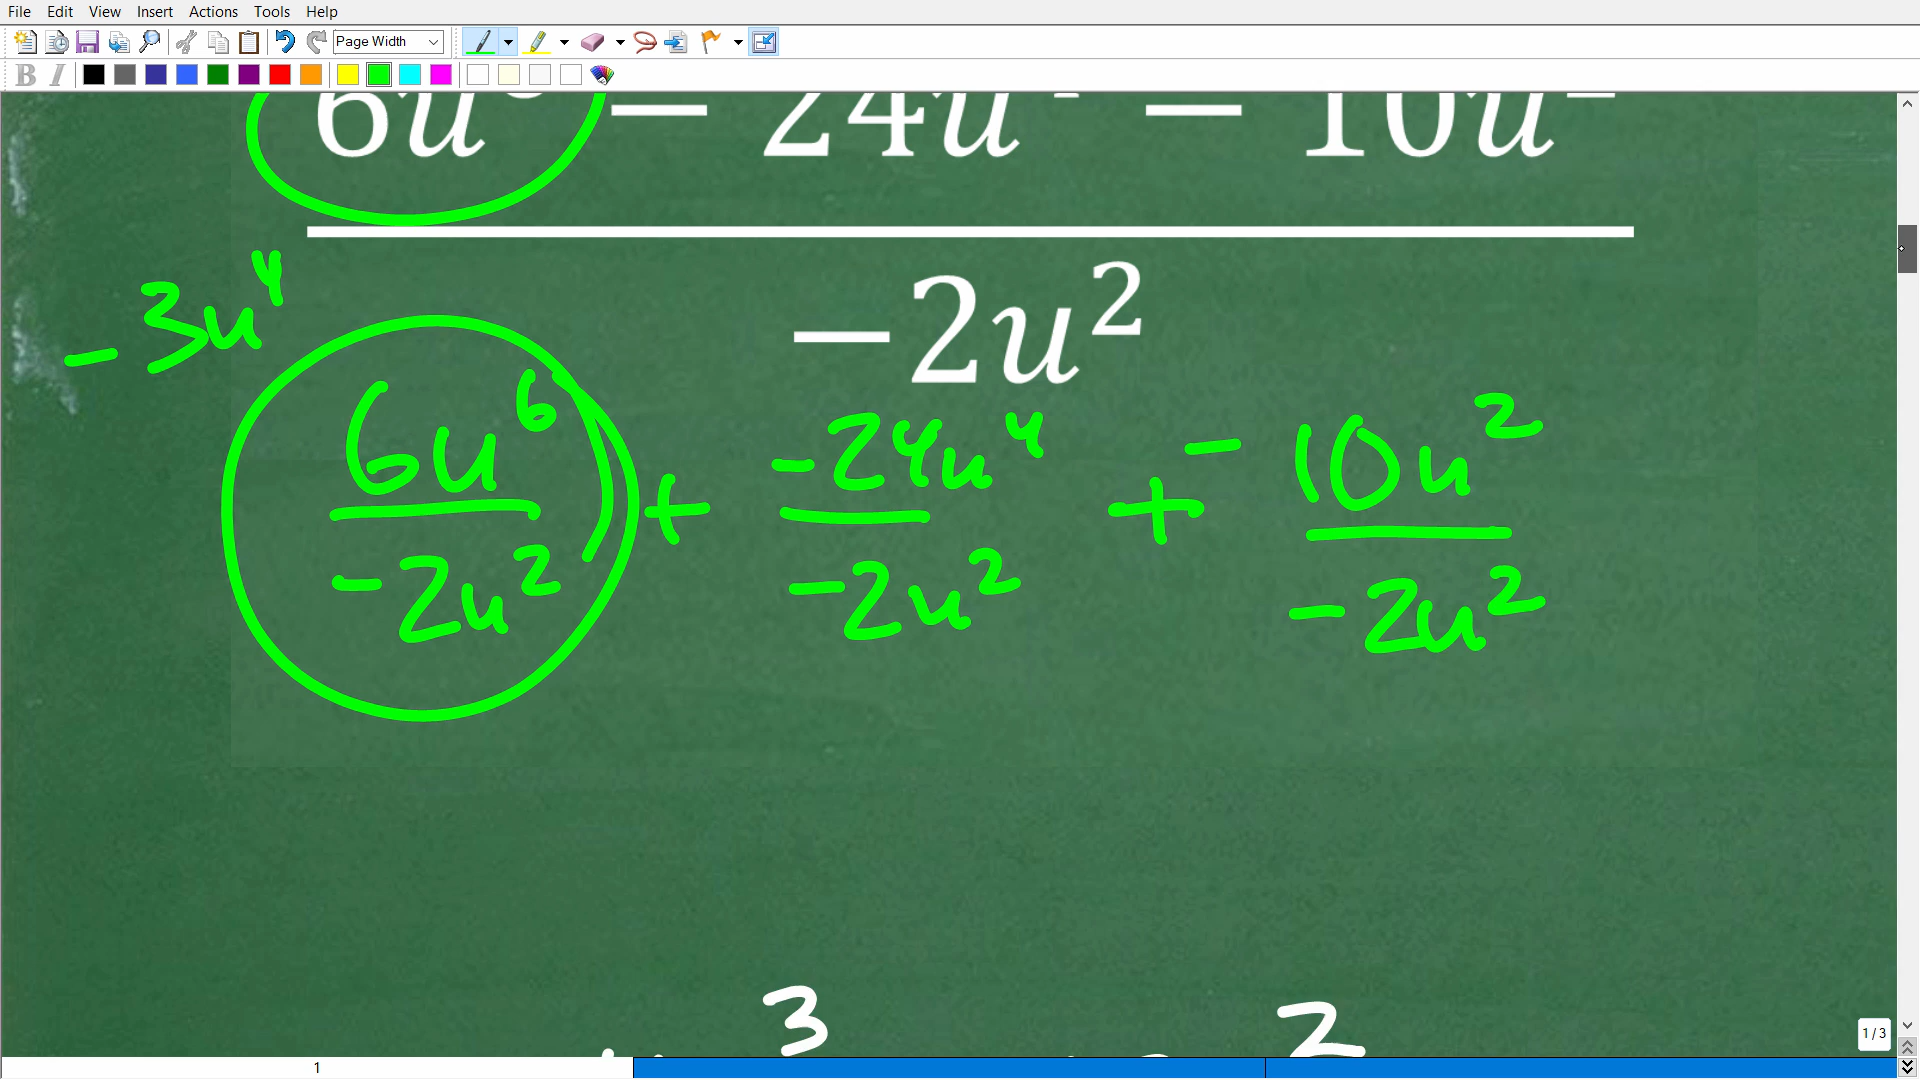 File Edit View Insert Actions Tools Help
Page Width
B I
6u − 24u − 10u
−2u²
-3u⁴
6u⁶/-2u² + -24u⁴/-2u² + -10u²/-2u²
3 2
1 / 3
1